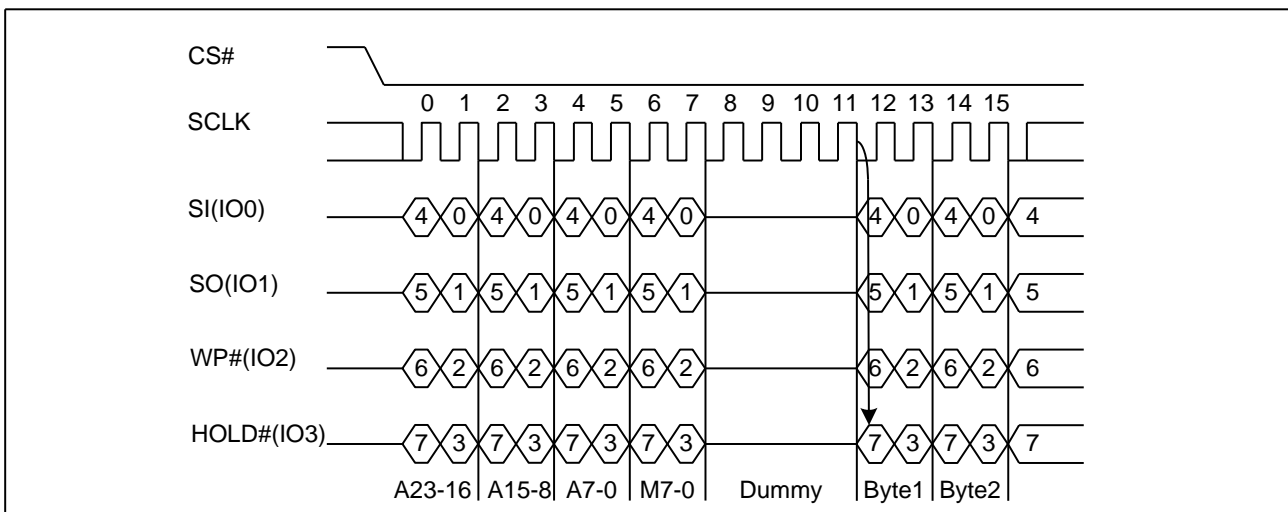 CS#
0 1 2 3 4 5 6 7 8 9 10 11 12 13 14 15
SCLK
SI(IO0) 4 0 4 0 4 0 4 0 4 0 4 0 4
SO(IO1) 5 1 5 1 5 1 5 1 5 1 5 1 5
WP#(IO2) 6 2 6 2 6 2 6 2 6 2 6 2 6
HOLD#(IO3) 7 3 7 3 7 3 7 3 7 3 7 3 7
A23-16 A15-8 A7-0 M7-0 Dummy Byte1 Byte2